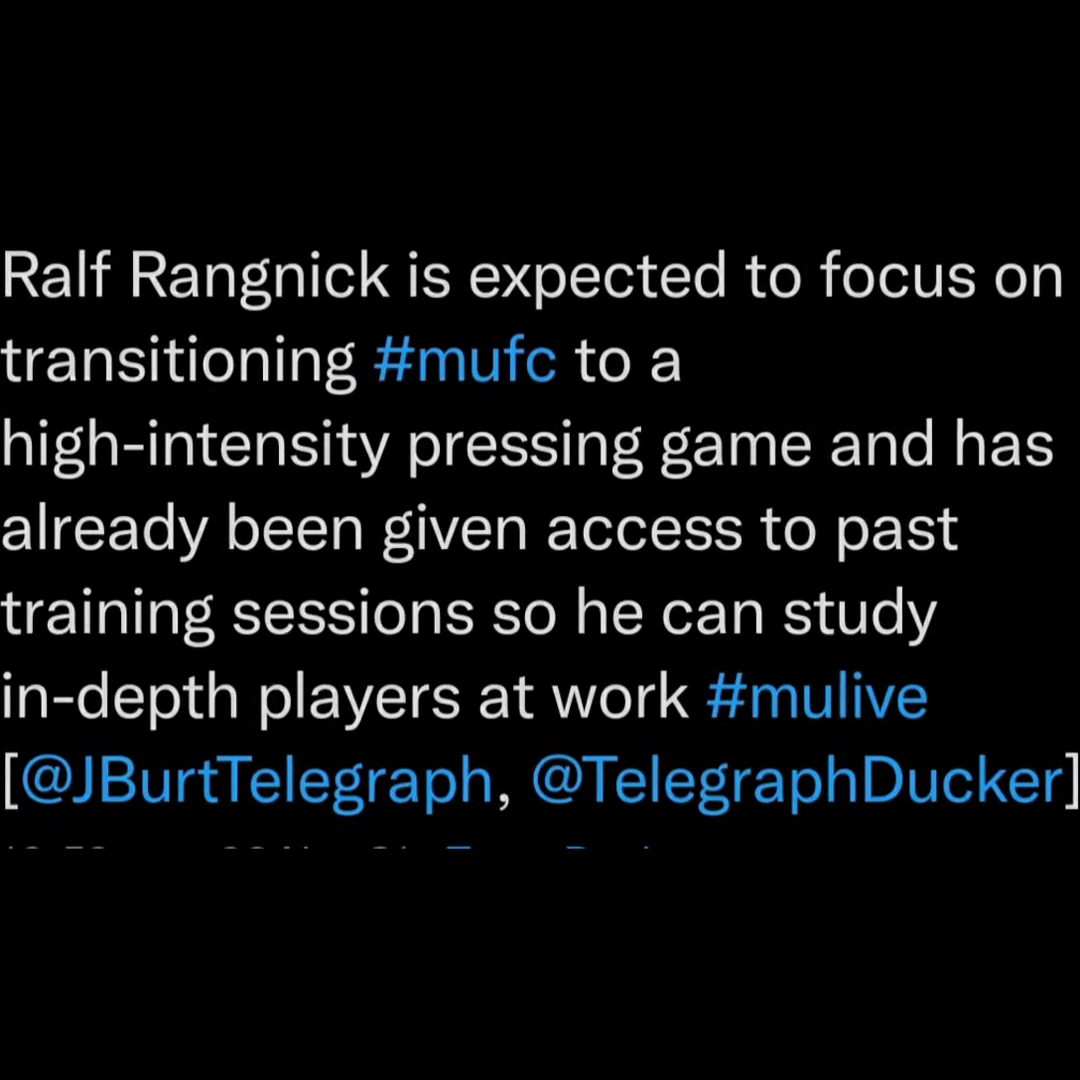 Ralf Rangnick is expected to focus on
transitioning #mufc to a
high-intensity pressing game and has
already been given access to past
training sessions so he can study
in-depth players at work #mulive
[@JBurtTelegraph, @TelegraphDucker]